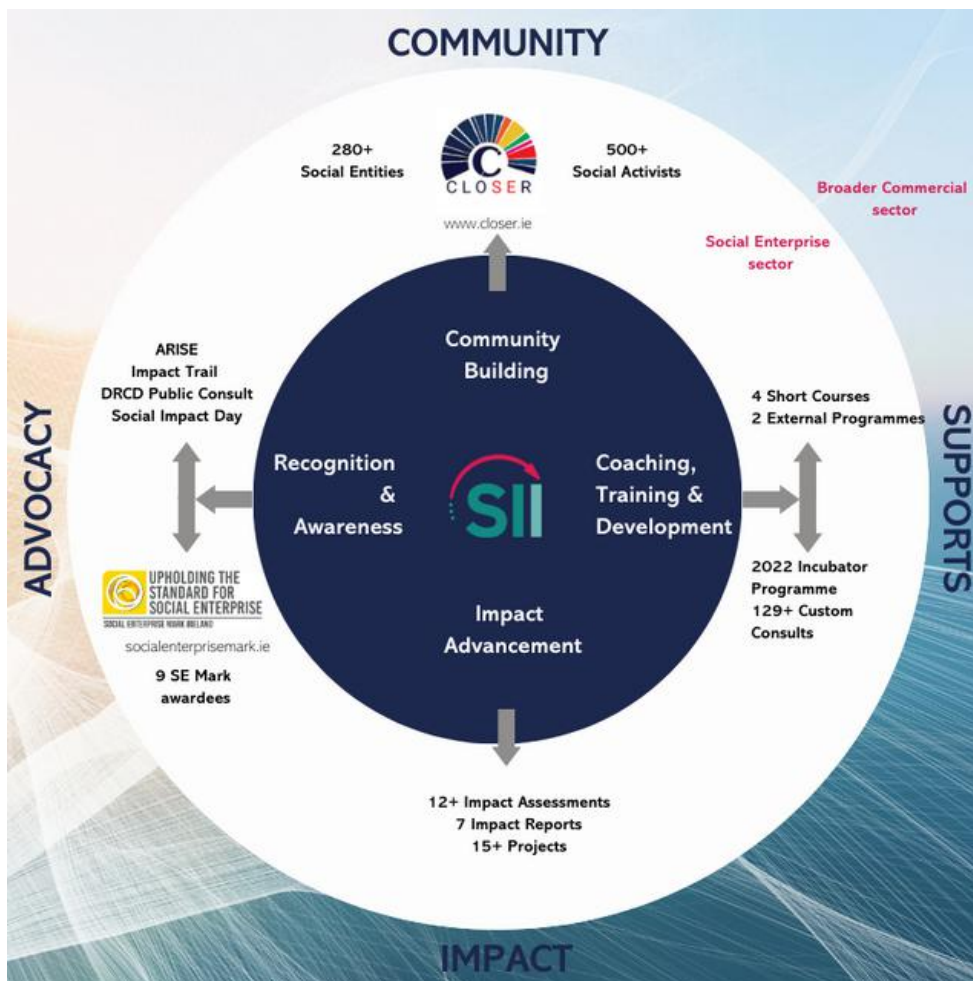 COMMUNITY
280+
Social Entities
C
CLOSER
www.closer.ie
500+
Social Activists
Broader Commercial
sector
Social Enterprise
sector
Community
Building
ARISE
Impact Trail
DRCD Public Consult
Social Impact Day
4 Short Courses
2 External Programmes
ADVOCACY
Recognition
&
Awareness
SII
Coaching,
Training &
Development
SUPPORTS
UPHOLDING THE
STANDARD FOR
SOCIAL ENTERPRISE
SOCIAL ENTERPRISE MARK IRELAND
socialenterprisemark.ie
9 SE Mark
awardees
2022 Incubator
Programme
129+ Custom
Consults
Impact
Advancement
12+ Impact Assessments
7 Impact Reports
15+ Projects
IMPACT